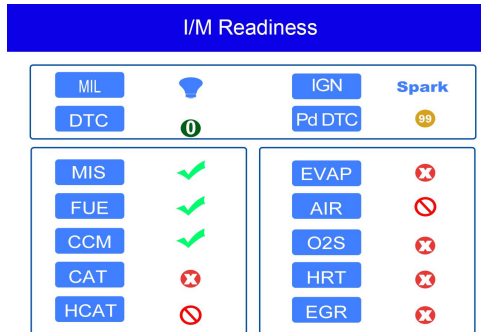 I/M Readiness
MIL
IGN Spark
DTC 0
Pd DTC 99
MIS
FUE
CCM
CAT
HCAT
EVAP
AIR
O2S
HRT
EGR